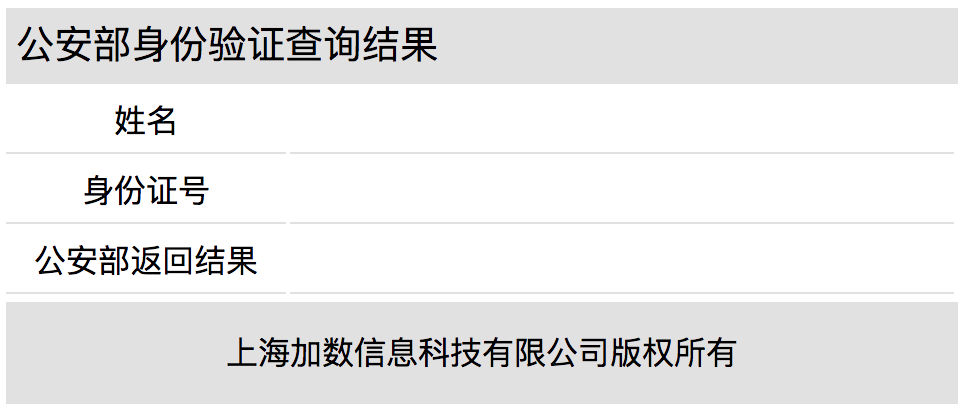 公安部身份验证查询结果
姓名
身份证号
公安部返回结果
上海加数信息科技有限公司版权所有